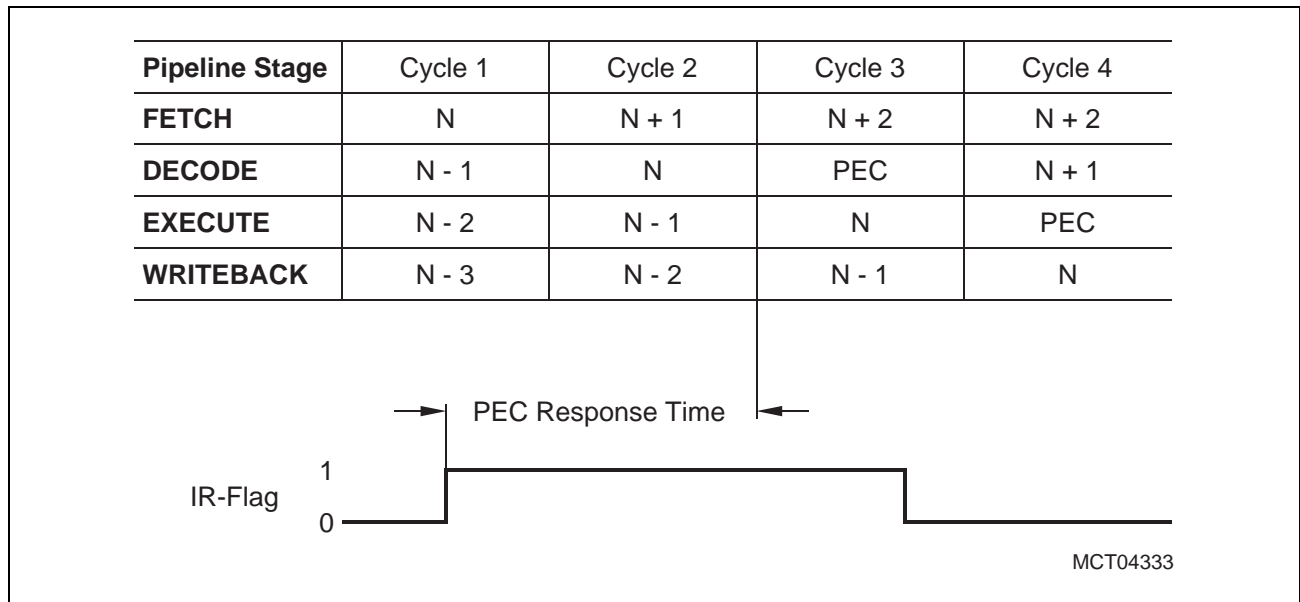 Pipeline Stage Cycle 1 Cycle 2 Cycle 3 Cycle 4
FETCH N N + 1 N + 2 N + 2
DECODE N - 1 N PEC N + 1
EXECUTE N - 2 N - 1 N PEC
WRITEBACK N - 3 N - 2 N - 1 N
PEC Response Time
1
IR-Flag
0
MCT04333